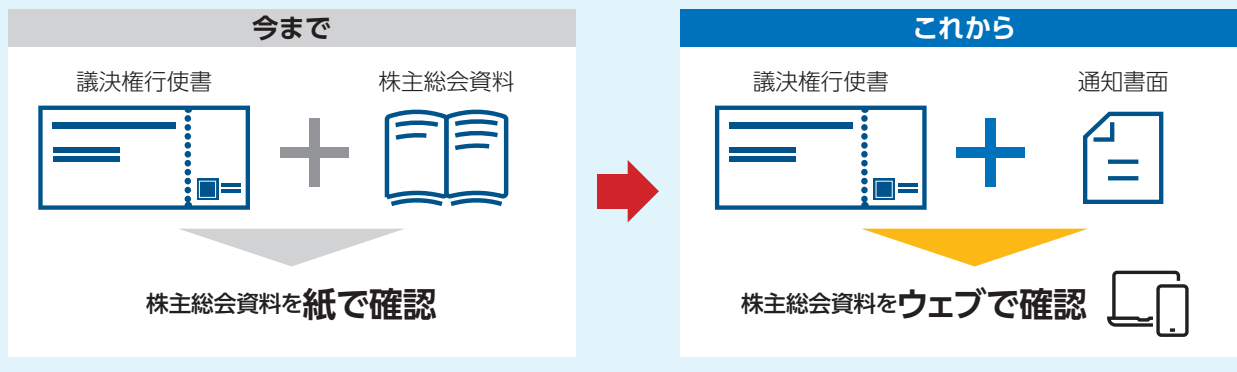 今まで
議決権行使書
株主総会資料
株主総会資料を紙で確認
これから
議決権行使書
通知書面
株主総会資料をウェブで確認